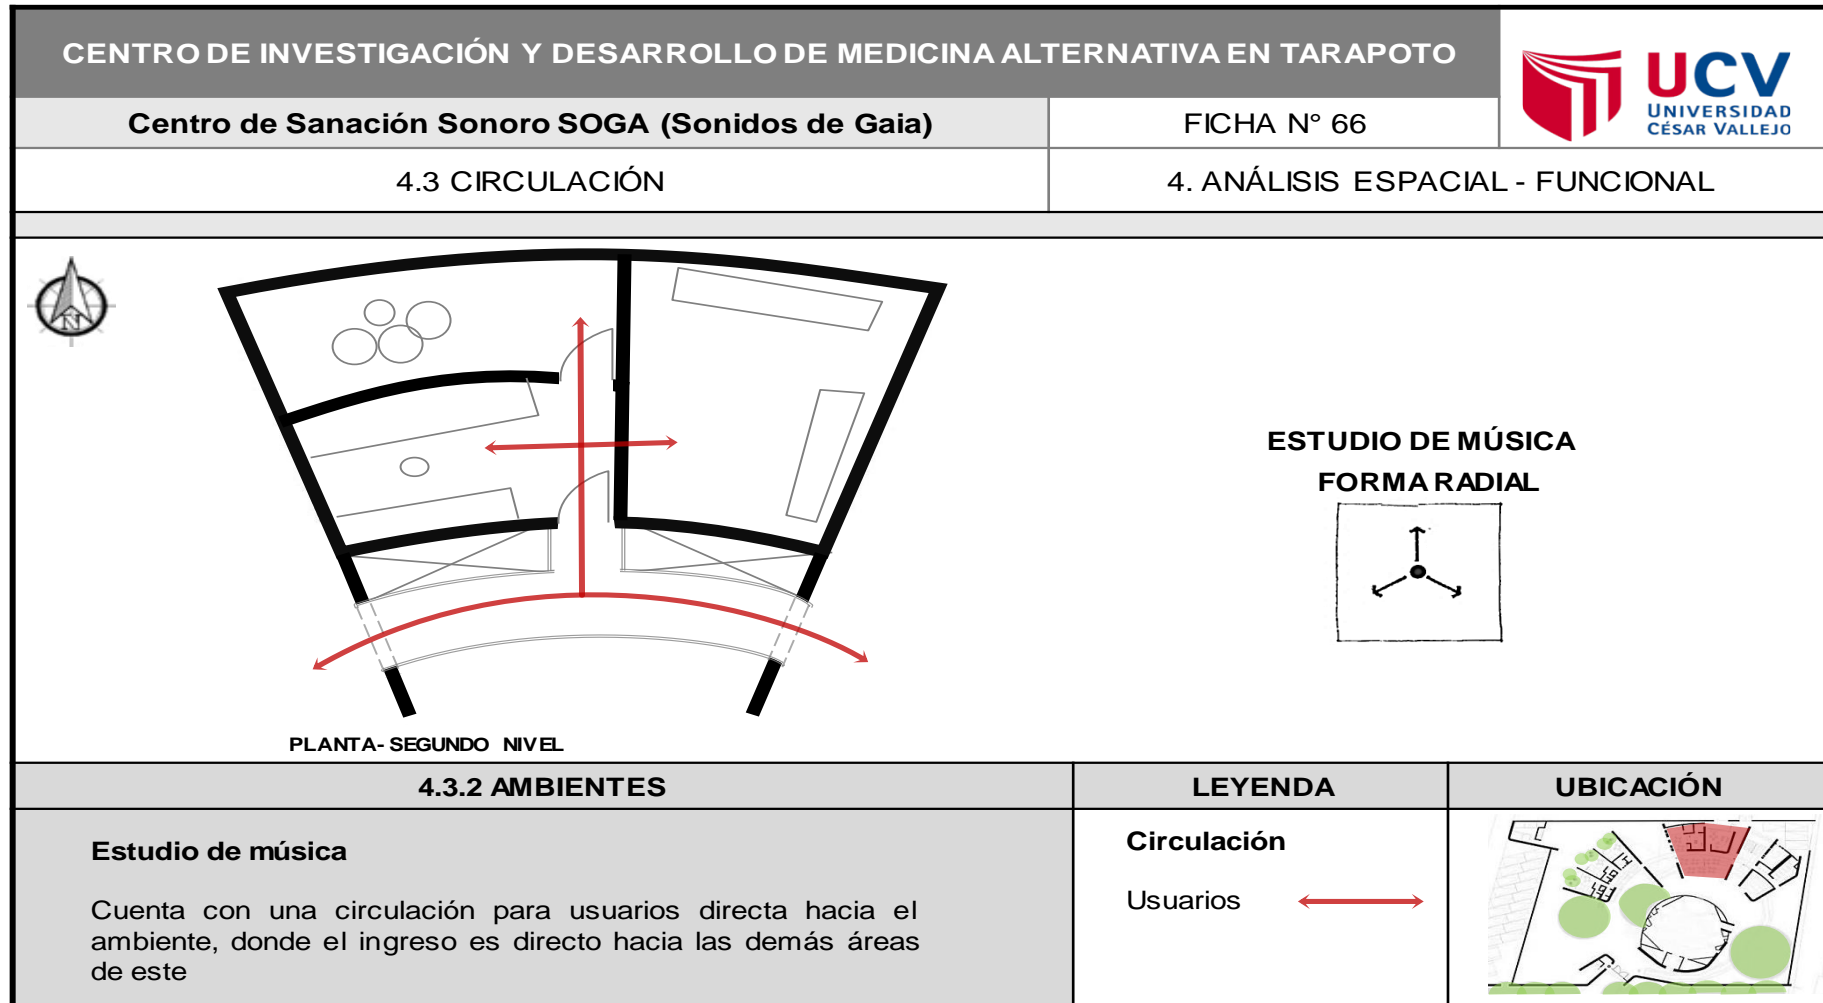 CENTRO DE INVESTIGACIÓN Y DESARROLLO DE MEDICINA ALTERNATIVA EN TARAPOTO
UCV
UNIVERSIDAD
CÉSAR VALLEJO
Centro de Sanación Sonoro SOGA (Sonidos de Gaia)
FICHA N° 66
4.3 CIRCULACIÓN
4. ANÁLISIS ESPACIAL - FUNCIONAL
N
ESTUDIO DE MÚSICA
FORMA RADIAL
PLANTA- SEGUNDO NIVEL
4.3.2 AMBIENTES
LEYENDA
UBICACIÓN
Estudio de música
Cuenta con una circulación para usuarios directa hacia el
ambiente, donde el ingreso es directo hacia las demás áreas
de este
Circulación
Usuarios